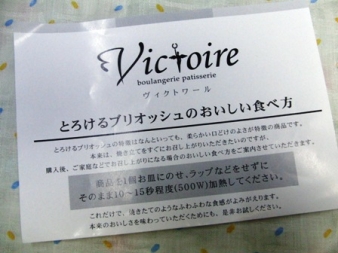 Victoire
boulangerie patisserie
ヴィクトワール
とろけるブリオッシュのおいしい食べ方
とろけるブリオッシュの特徴はなんといっても、柔らかい口どけのよさが特徴の商品です。
本来は、焼き立てをすぐにお召し上がりいただきたいのですが、
購入後、ご家庭などでお召し上がりになる場合のおいしい食べ方をご案内させていただきます。
商品を1個お皿にのせ、ラップなどをせずに
そのまま10～15秒程度(500W)加熱してください。
これだけで、焼きたてのようなふわふわな食感がよみがえります。
本来のおいしさを味わっていただくためにも、是非お試しください。